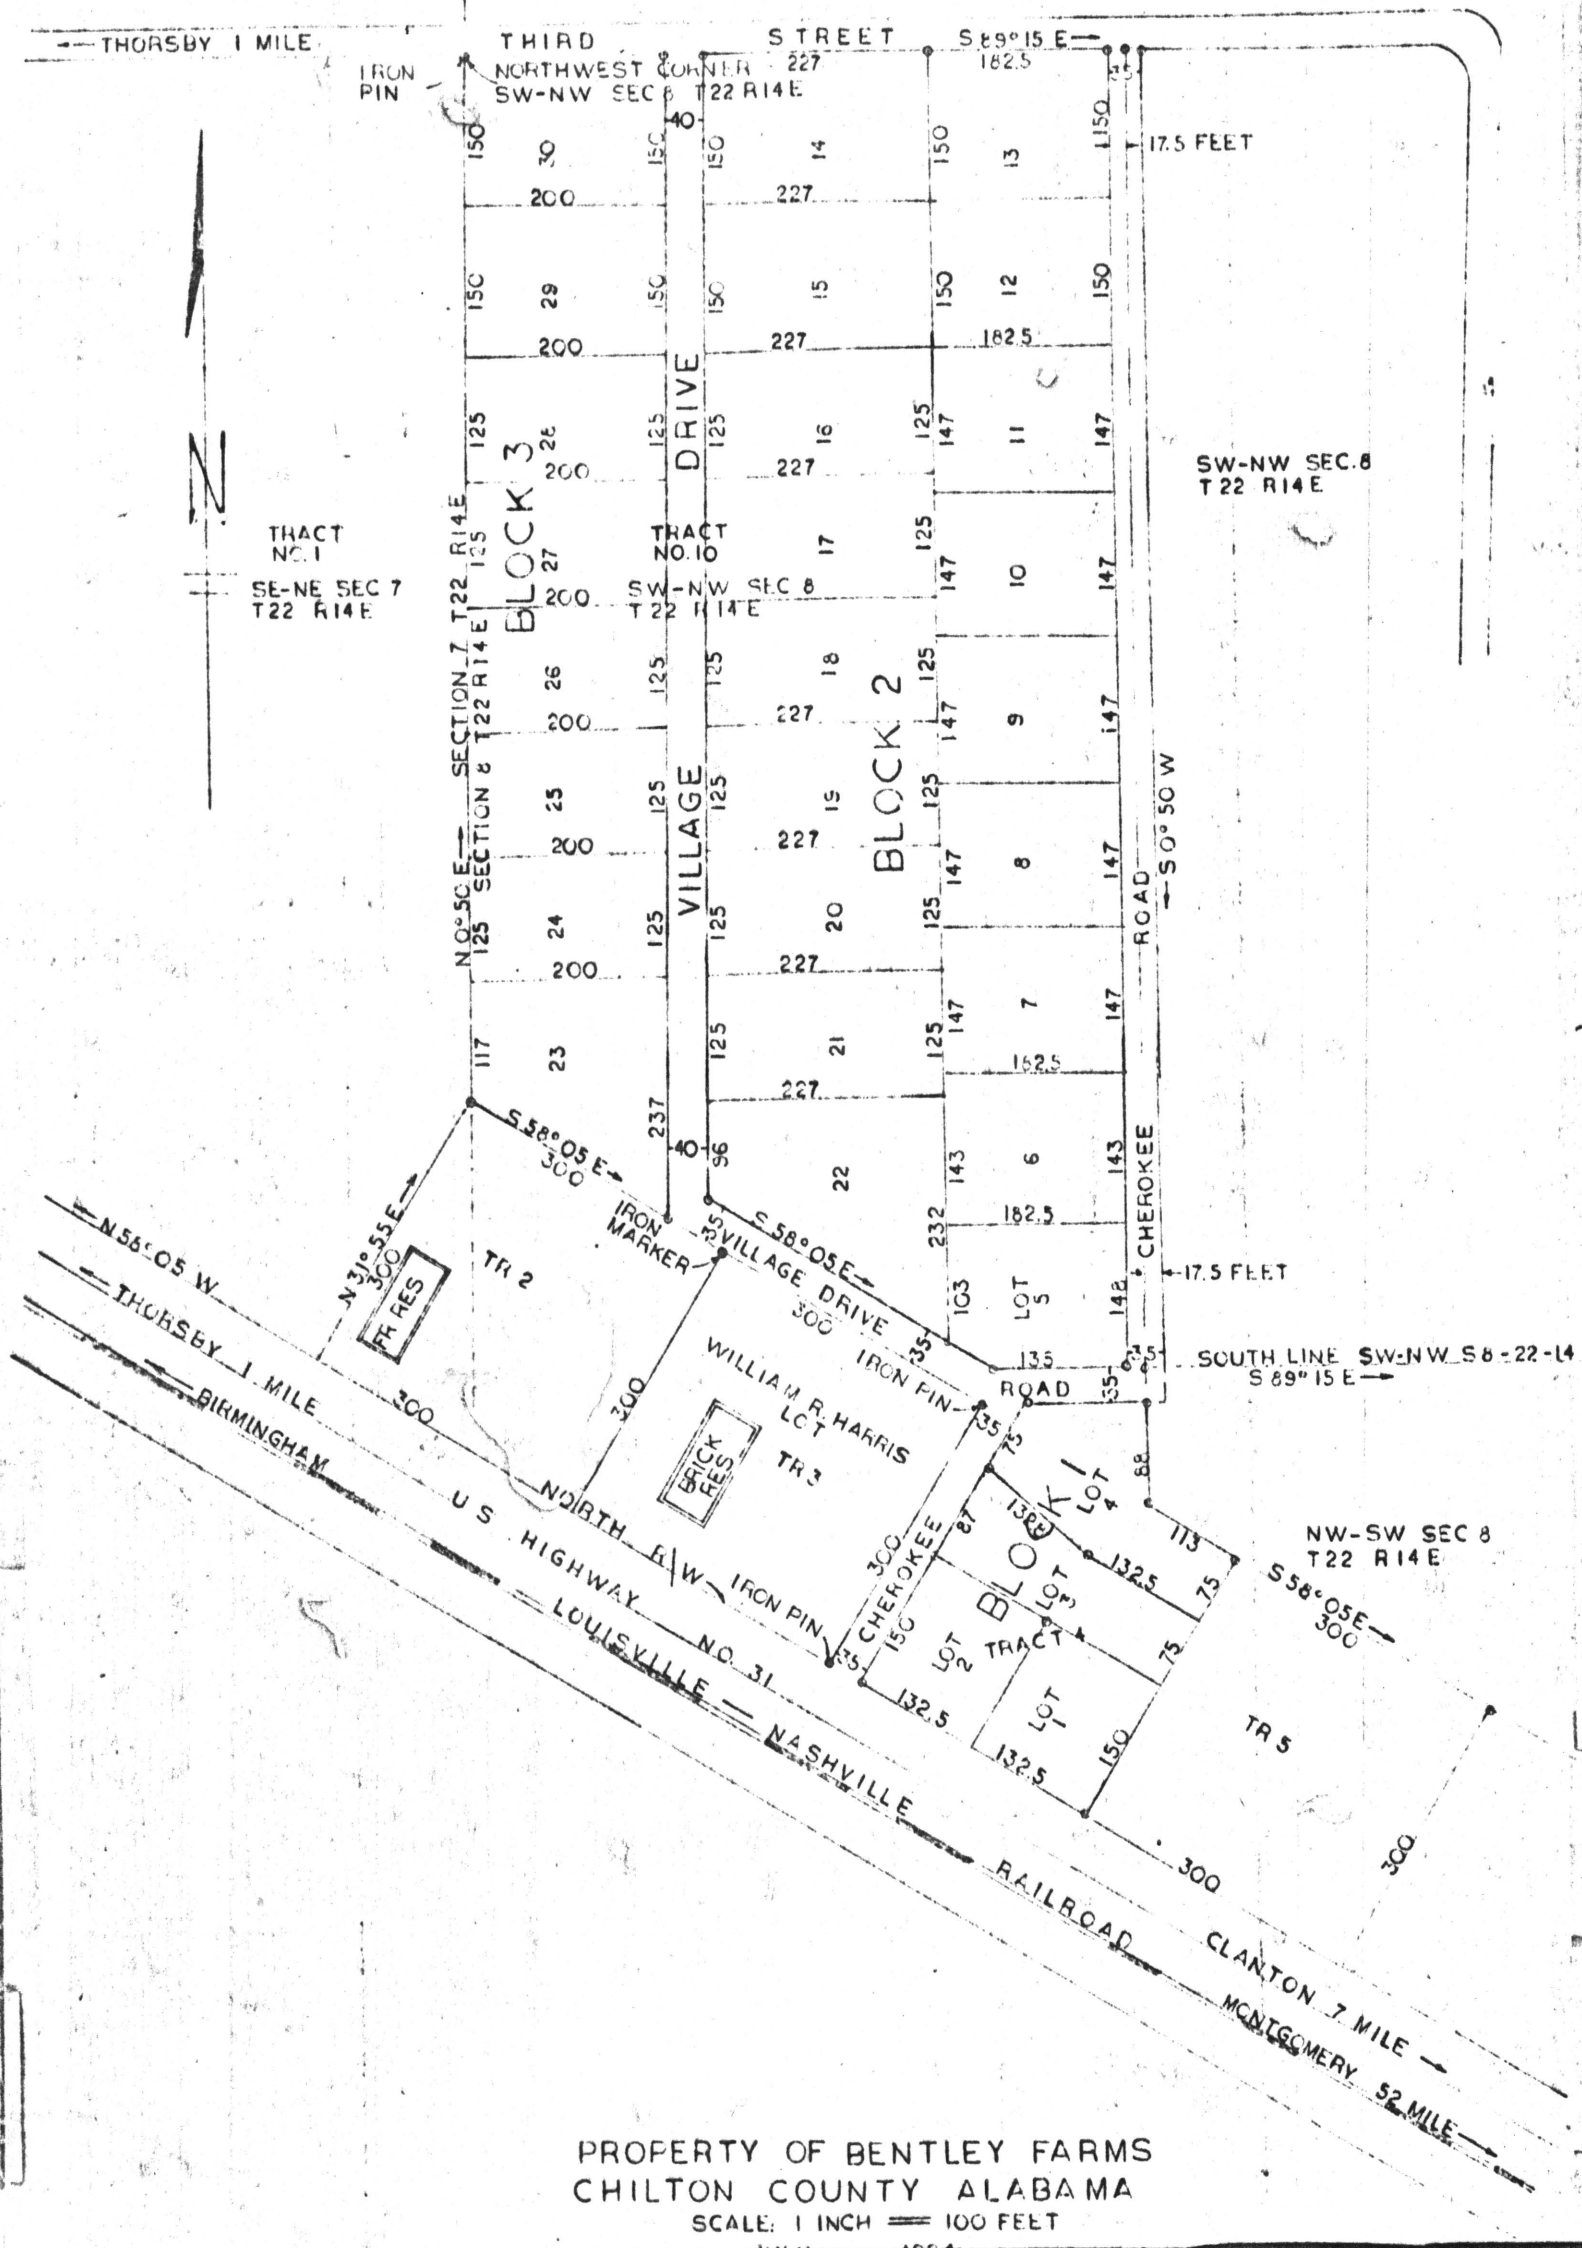 THORSBY 1 MILE
THIRD STREET
S 89° 15 E
IRON
PIN
NORTHWEST CORNER
SW-NW SEC 8 T22 R14E
227
182.5
35
40
17.5 FEET
150
30
150
150
14
150
13
150
200
227
150
29
150
150
15
150
12
150
200
227
182.5
125
28
125
125
16
125
147
11
147
200
227
BLOCK 3
DRIVE
N
SW-NW SEC. 8
T22 R14E
TRACT
NO. 1
SE-NE SEC 7
T22 R14E
TRACT
NO. 10
SW-NW SEC 8
T22 R14E
125
27
17
125
147
10
147
200
N 0° 50 E
SECTION 7 T22 R14E
SECTION 8 T22 R14E
26
125
125
18
125
147
9
147
200
227
BLOCK 2
25
125
125
19
125
147
8
147
200
227
VILLAGE
S 0° 50 W
ROAD
125
24
125
125
20
125
200
227
117
23
125
21
125
147
7
147
227
182.5
237
40
96
22
232
143
6
143
182.5
CHEROKEE
S 58° 05 E
300
IRON
MARKER
35
S 58° 05 E
VILLAGE DRIVE
300
35
103
LOT
5
148
17.5 FEET
135
35
SOUTH LINE SW-NW S8-22-14
S 89° 15 E
ROAD
35
IRON PIN
35
N 31° 55 E
300
FR RES
TR 2
N 58° 05 W
THORSBY 1 MILE
BIRMINGHAM
300
300
WILLIAM R. HARRIS
LOT
TR 3
BRICK
RES
75
LOT
4
88
113
BLOCK 1
87
132.5
75
LOT
3
NW-SW SEC 8
T22 R14E
S 58° 05 E
300
300
CHEROKEE
150
LOT
2
TRACT 4
75
NORTH R/W
IRON PIN
35
132.5
LOT
1
132.5
150
TR 5
300
300
U S HIGHWAY NO. 31
LOUISVILLE — NASHVILLE RAILROAD
CLANTON 7 MILE
MONTGOMERY 52 MILE
PROPERTY OF BENTLEY FARMS
CHILTON COUNTY ALABAMA
SCALE: 1 INCH = 100 FEET